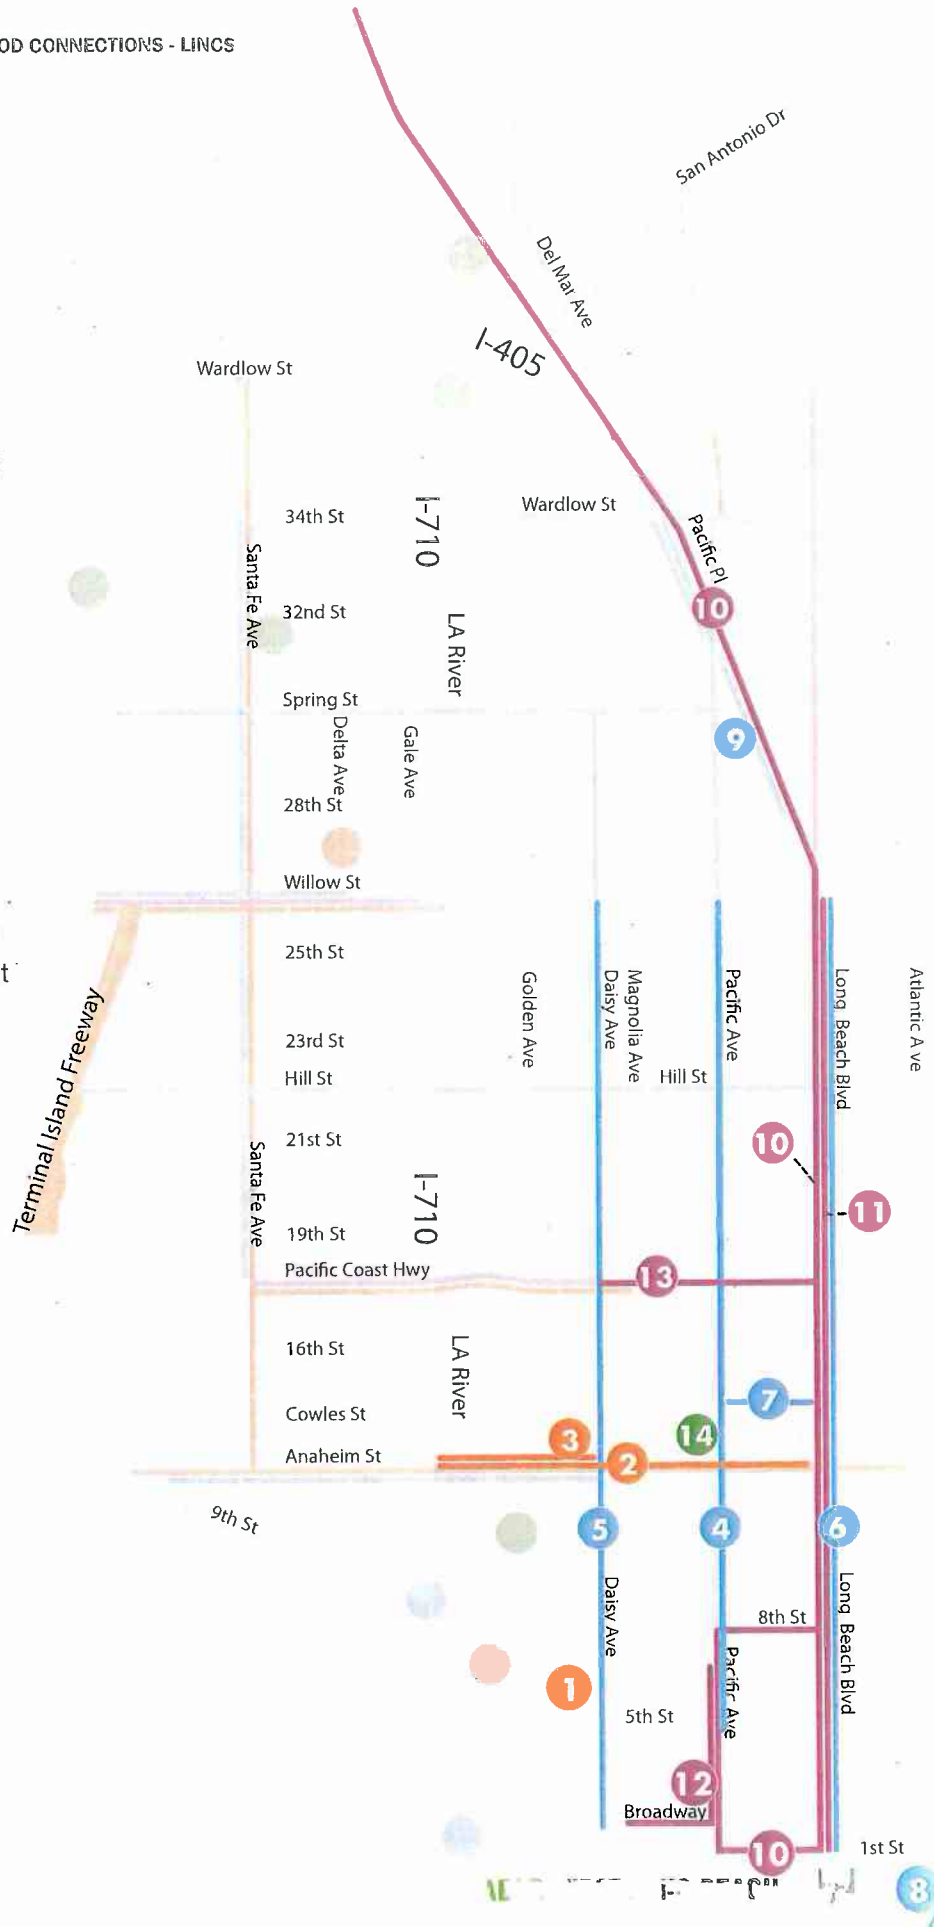 OD CONNECTIONS - LINCS
San Antonio Dr
Del Mar Ave
I-405
Wardlow St
Wardlow St
34th St
I-710
Pacific Pl
Santa Fe Ave
10
32nd St
LA River
Spring St
Delta Ave
Gale Ave
9
28th St
Willow St
25th St
t
Golden Ave
Daisy Ave
Magnolia Ave
Pacific Ave
Long Beach Blvd
Atlantic Ave
Terminal Island Freeway
23rd St
Hill St
Hill St
21st St
10
Santa Fe Ave
I-710
11
19th St
Pacific Coast Hwy
13
16th St
LA River
7
Cowles St
3
14
Anaheim St
2
9th St
5
4
6
Daisy Ave
Long Beach Blvd
8th St
Pacific Ave
1
5th St
12
Broadway
10
1st St
8